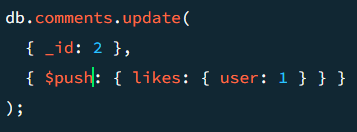 db.comments.update(
{ _id: 2 },
{ $push: { likes: { user: 1 } } }
);